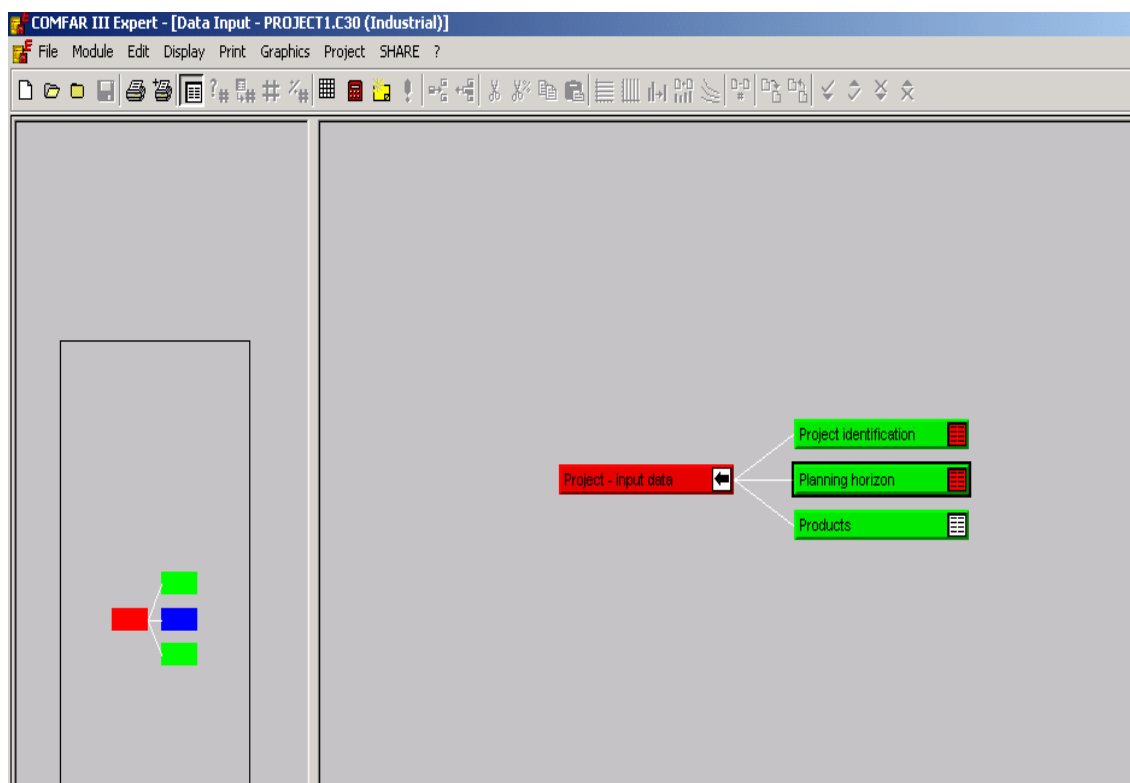 COMFAR III Expert - [Data Input - PROJECT1.C30 (Industrial)]
File Module Edit Display Print Graphics Project SHARE ?
Project identification
Project - input data
Planning horizon
Products